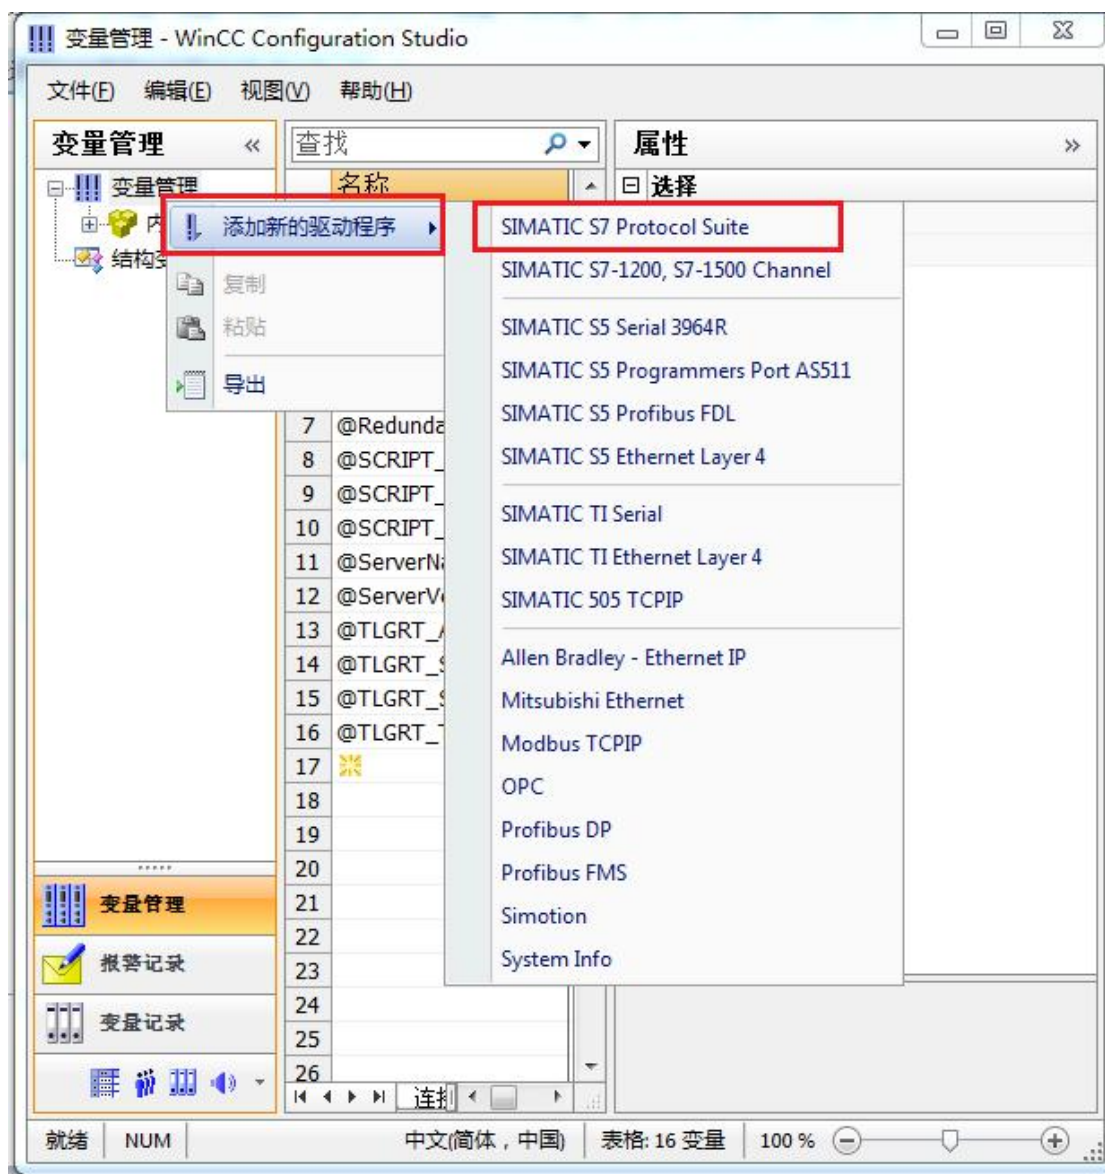 变量管理 - WinCC Configuration Studio
文件(F) 编辑(E) 视图(V) 帮助(H)
变量管理 «
查找
属性 »
变量管理
名称
选择
内
结构变
添加新的驱动程序
复制
粘贴
导出
SIMATIC S7 Protocol Suite
SIMATIC S7-1200, S7-1500 Channel
SIMATIC S5 Serial 3964R
SIMATIC S5 Programmers Port AS511
SIMATIC S5 Profibus FDL
SIMATIC S5 Ethernet Layer 4
SIMATIC TI Serial
SIMATIC TI Ethernet Layer 4
SIMATIC 505 TCPIP
Allen Bradley - Ethernet IP
Mitsubishi Ethernet
Modbus TCPIP
OPC
Profibus DP
Profibus FMS
Simotion
System Info
7 @Redunda
8 @SCRIPT_
9 @SCRIPT_
10 @SCRIPT_
11 @ServerNa
12 @ServerVe
13 @TLGRT_A
14 @TLGRT_S
15 @TLGRT_S
16 @TLGRT_T
17
18
19
20
21
22
23
24
25
26
变量管理
报警记录
变量记录
连接
就绪 NUM 中文(简体，中国) 表格: 16 变量 100 %